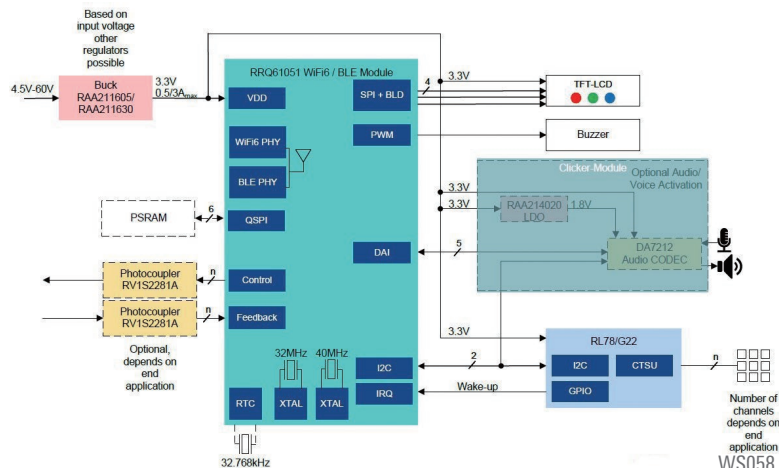 Based on
input voltage
other
regulators
possible
4.5V-60V
Buck
RAA211605/
RAA211630
3.3V
0.5/3Amax
RRQ61051 WiFi6 / BLE Module
VDD
SPI + BLD
4
3.3V
TFT-LCD
WiFi6 PHY
PWM
Buzzer
BLE PHY
Clicker-Module
Optional Audio/
Voice Activation
3.3V
3.3V
RAA214020
LDO
1.8V
PSRAM
6
QSPI
DAI
5
DA7212
Audio CODEC
Photocoupler
RV1S2281A
n
Control
Photocoupler
RV1S2281A
n
Feedback
Optional,
depends on
end
application
3.3V
RL78/G22
32MHz
40MHz
I2C
2
I2C
CTSU
n
RTC
XTAL
XTAL
IRQ
Wake-up
GPIO
Number of
channels
depends on
end
application
32.768kHz
WS058